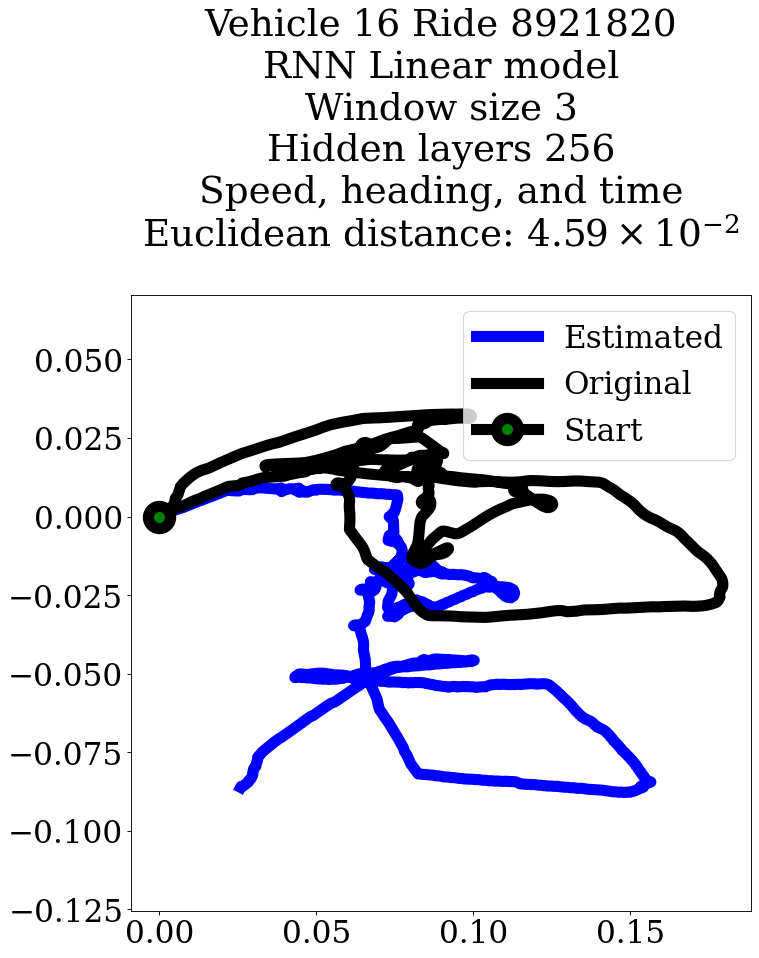 Vehicle 16 Ride 8921820
RNN Linear model
Window size 3
Hidden layers 256
Speed, heading, and time
Euclidean distance: 4.59 × 10⁻²
Estimated
Original
Start
0.050
0.025
0.000
−0.025
−0.050
−0.075
−0.100
−0.125
0.00 0.05 0.10 0.15